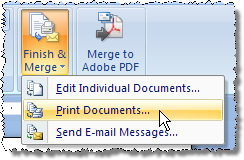 Finish &
Merge
Merge to
Adobe PDF
Edit Individual Documents...
Print Documents...
Send E-mail Messages...